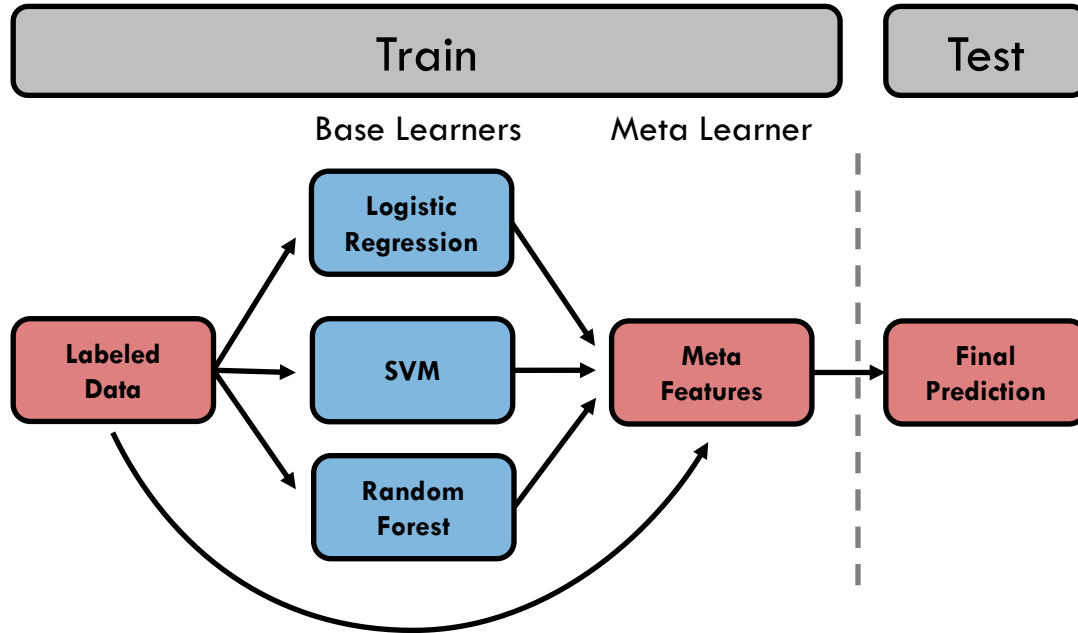 Train
Test
Base Learners
Meta Learner
Logistic
Regression
Labeled
Data
SVM
Meta
Features
Final
Prediction
Random
Forest